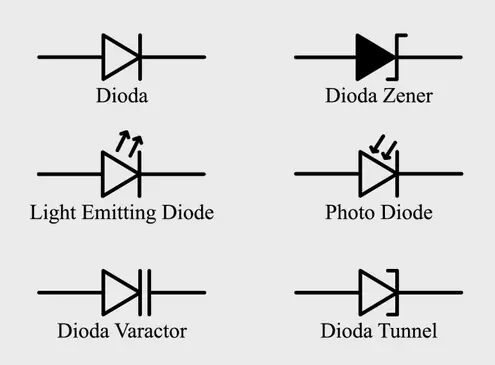 Dioda
Dioda Zener
Light Emitting Diode
Photo Diode
Dioda Varactor
Dioda Tunnel